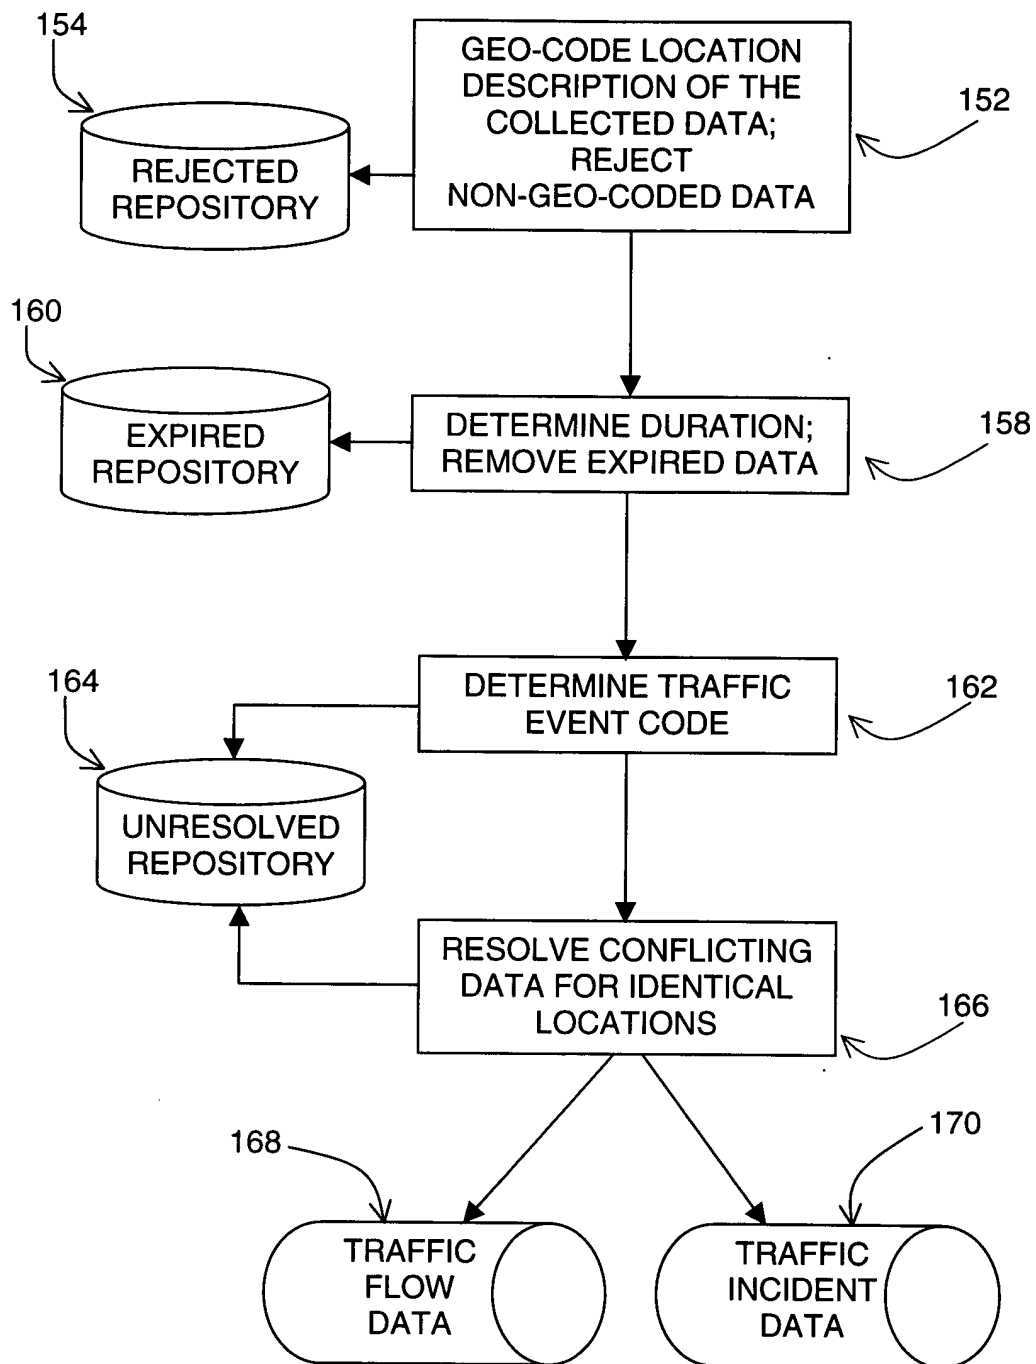 154
GEO-CODE LOCATION
DESCRIPTION OF THE
COLLECTED DATA;
REJECT
NON-GEO-CODED DATA
152
REJECTED
REPOSITORY
160
EXPIRED
REPOSITORY
DETERMINE DURATION;
REMOVE EXPIRED DATA
158
164
DETERMINE TRAFFIC
EVENT CODE
162
UNRESOLVED
REPOSITORY
RESOLVE CONFLICTING
DATA FOR IDENTICAL
LOCATIONS
166
168
170
TRAFFIC
FLOW
DATA
TRAFFIC
INCIDENT
DATA